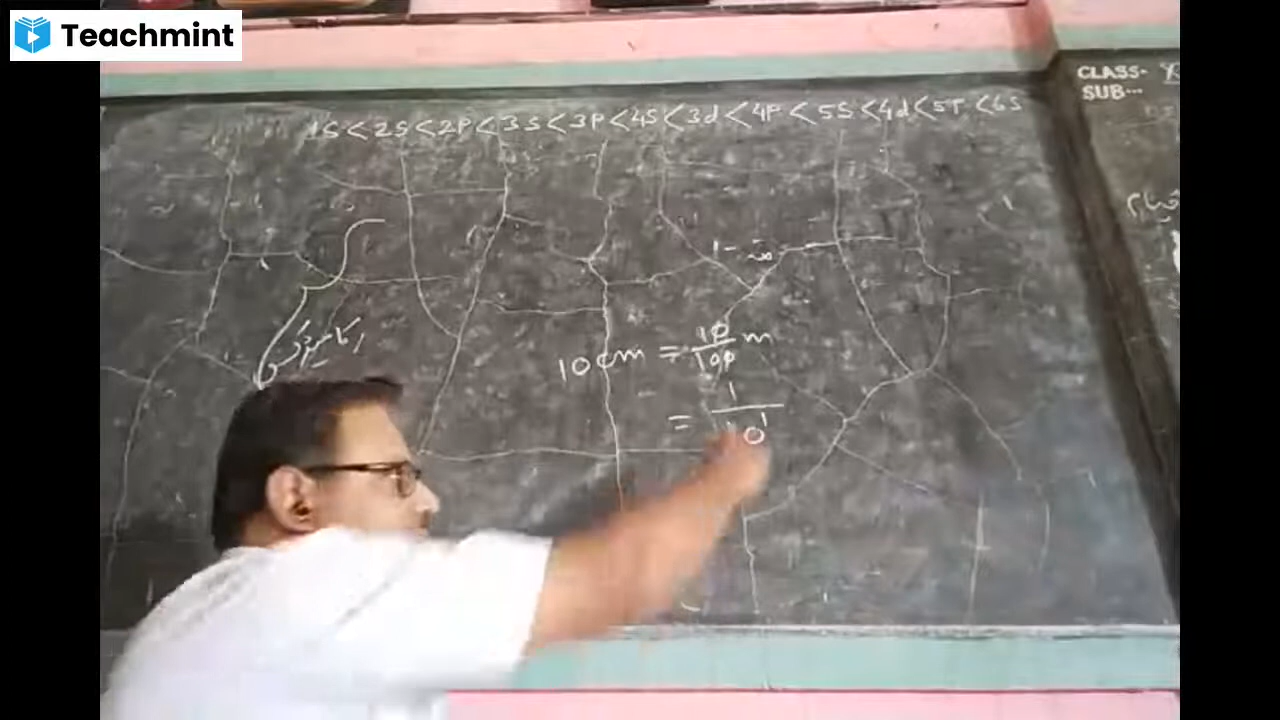 Teachmint
CLASS-
SUB...
1S < 2S < 2P < 3S < 3P < 4S < 3d < 4P < 5S < 4d < 5P < 6S
10cm = 10/100 m
= 1/10¹